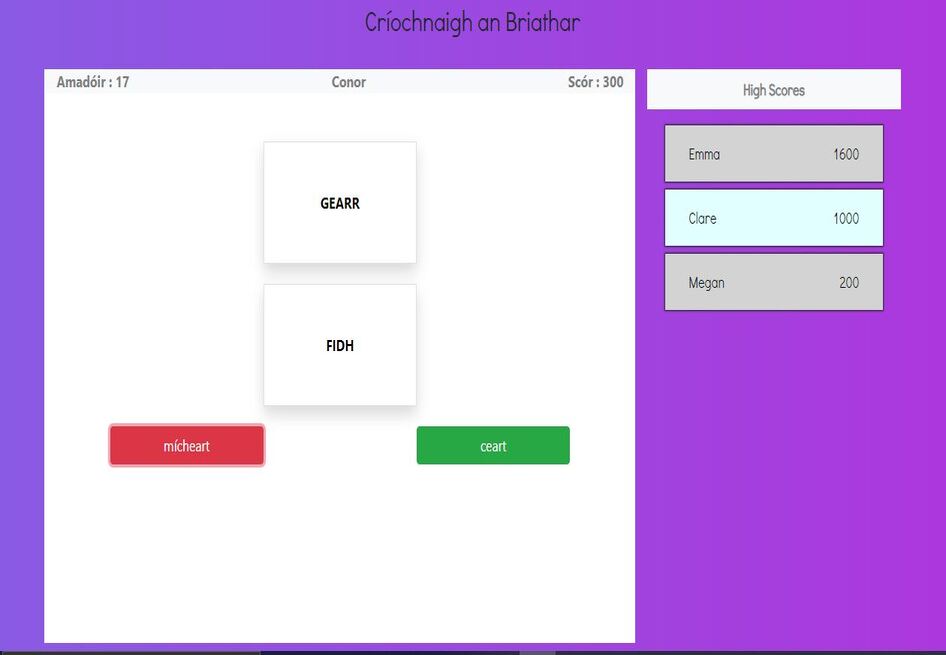 Críochnaigh an Briathar
Amadóir : 17 Conor Scór : 300
GEARR
FIDH
mícheart ceart
High Scores
Emma 1600
Clare 1000
Megan 200